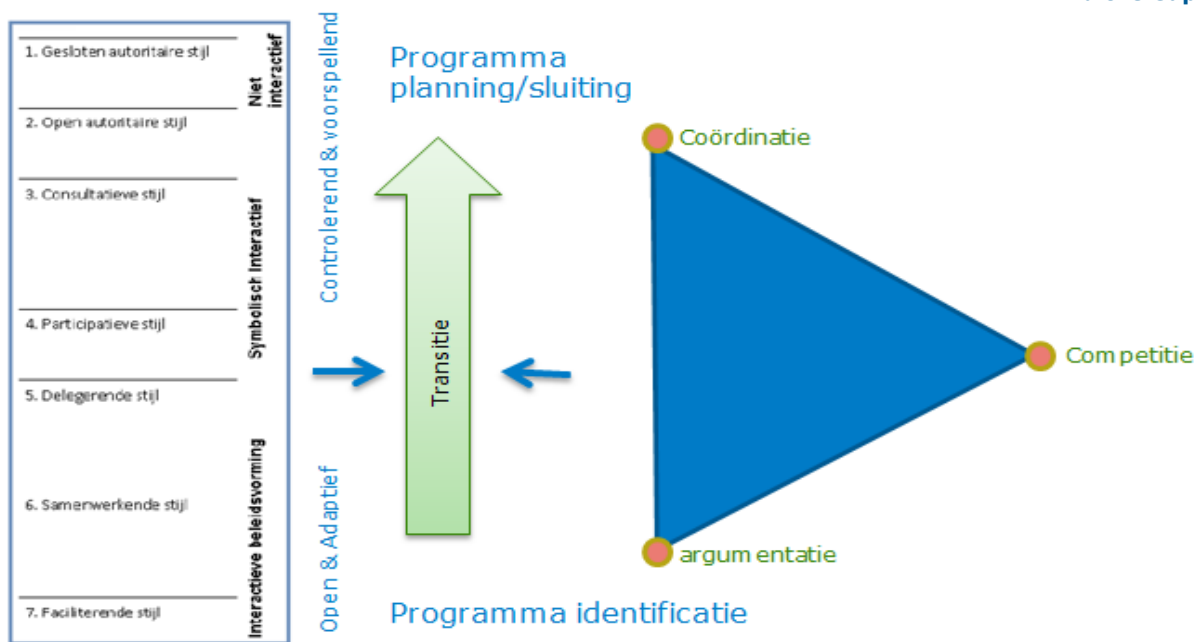 1. Gesloten autoritaire stijl
2. Open autoritaire stijl
3. Consultatieve stijl
4. Participatieve stijl
5. Delegerende stijl
6. Samenwerkende stijl
7. Faciliterende stijl
Niet
interactief
Symbolisch Interactief
Interactieve beleidsvorming
Controlerend & voorspellend
Open & Adaptief
Programma
planning/sluiting
Transitie
Programma identificatie
Coördinatie
Competitie
argumentatie